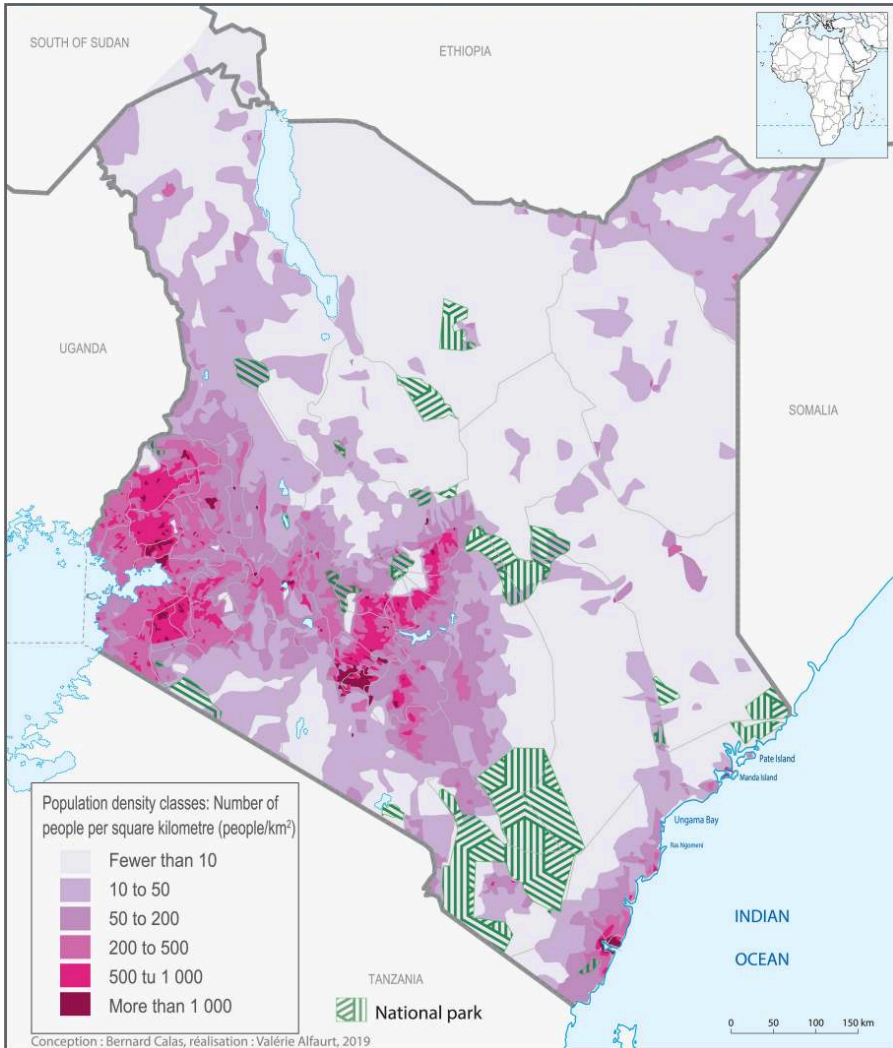 SOUTH OF SUDAN
ETHIOPIA
UGANDA
SOMALIA
Pate Island
Manda Island
Ungama Bay
Ras Ngomeni
INDIAN
OCEAN
TANZANIA
Population density classes: Number of
people per square kilometre (people/km²)
Fewer than 10
10 to 50
50 to 200
200 to 500
500 tu 1 000
More than 1 000
National park
0 50 100 150 km
Conception : Bernard Calas, réalisation : Valérie Alfaurt, 2019